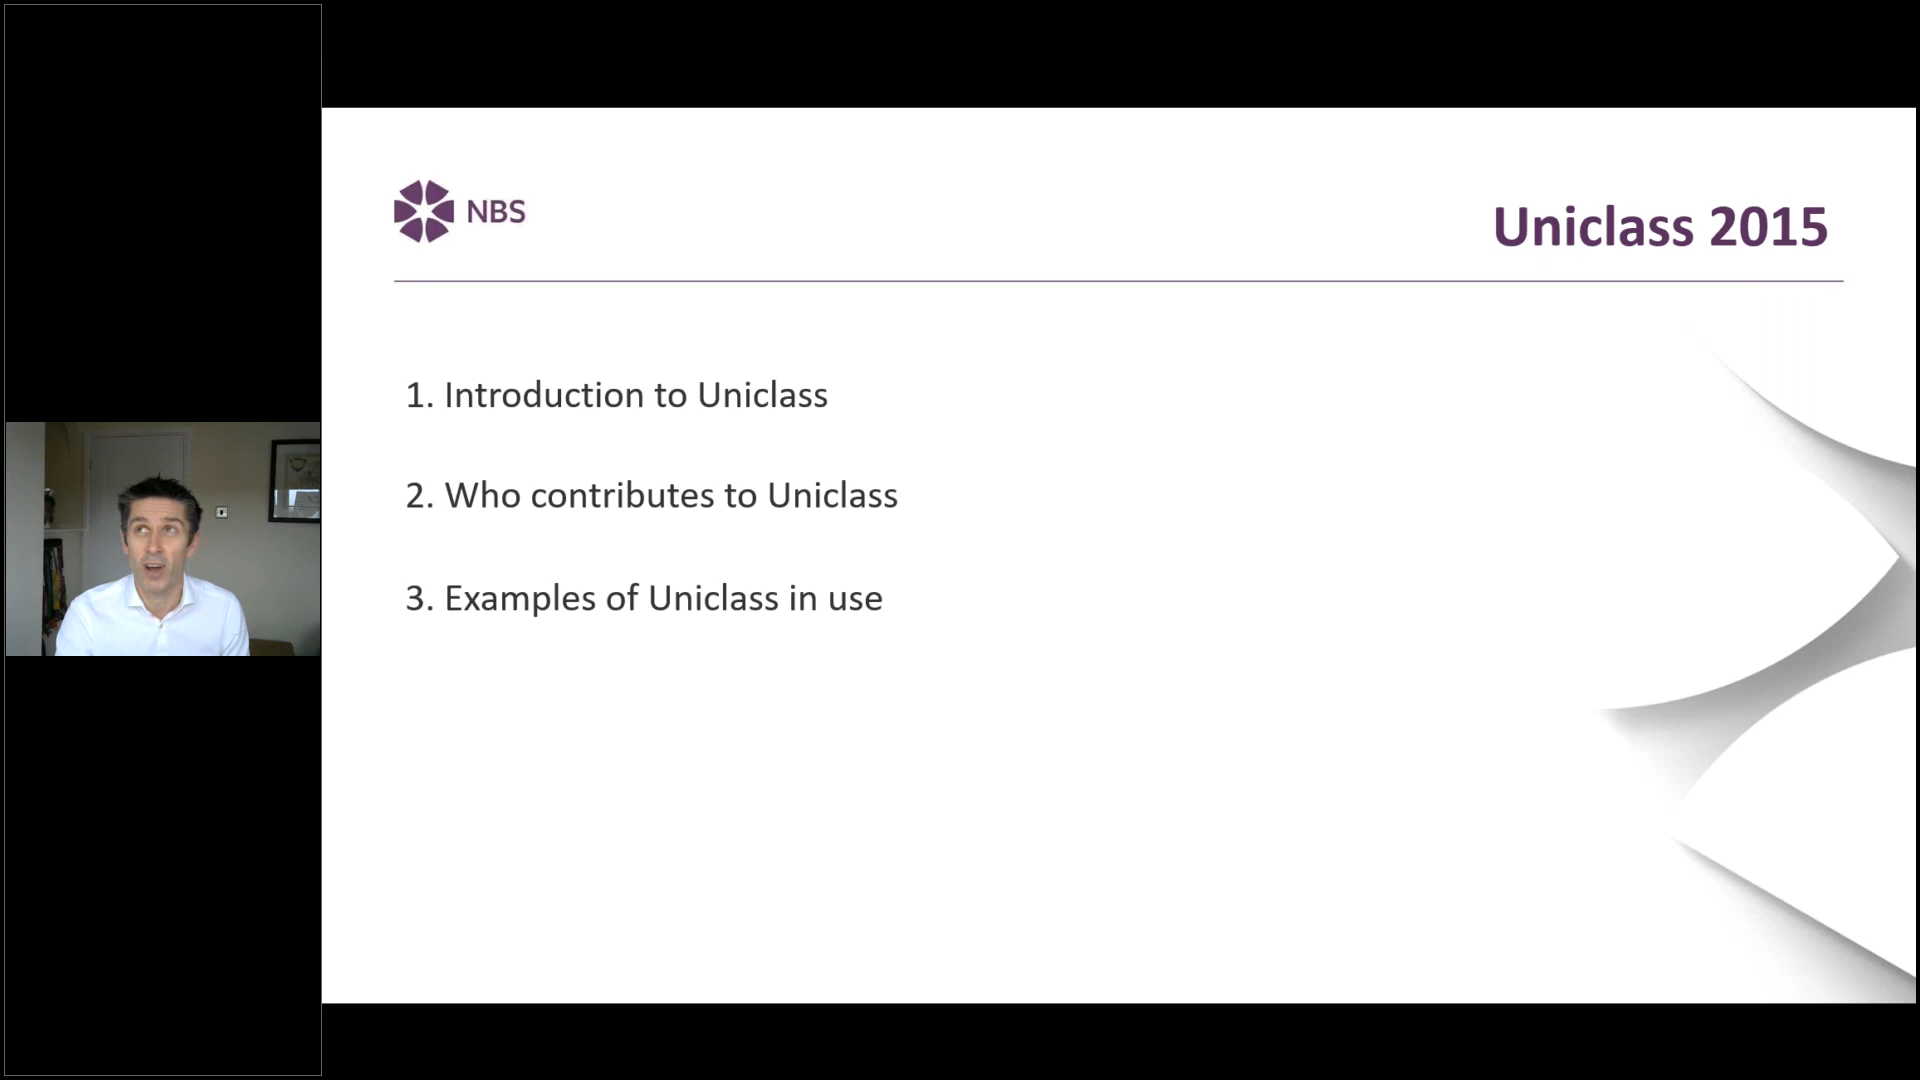 NBS
Uniclass 2015
1. Introduction to Uniclass
2. Who contributes to Uniclass
3. Examples of Uniclass in use